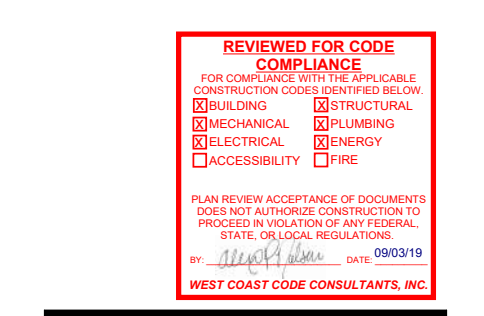 REVIEWED FOR CODE
COMPLIANCE
FOR COMPLIANCE WITH THE APPLICABLE
CONSTRUCTION CODES IDENTIFIED BELOW.
X BUILDING X STRUCTURAL
X MECHANICAL X PLUMBING
X ELECTRICAL X ENERGY
ACCESSIBILITY FIRE
PLAN REVIEW ACCEPTANCE OF DOCUMENTS
DOES NOT AUTHORIZE CONSTRUCTION TO
PROCEED IN VIOLATION OF ANY FEDERAL,
STATE, OR LOCAL REGULATIONS.
BY: DATE: 09/03/19
WEST COAST CODE CONSULTANTS, INC.